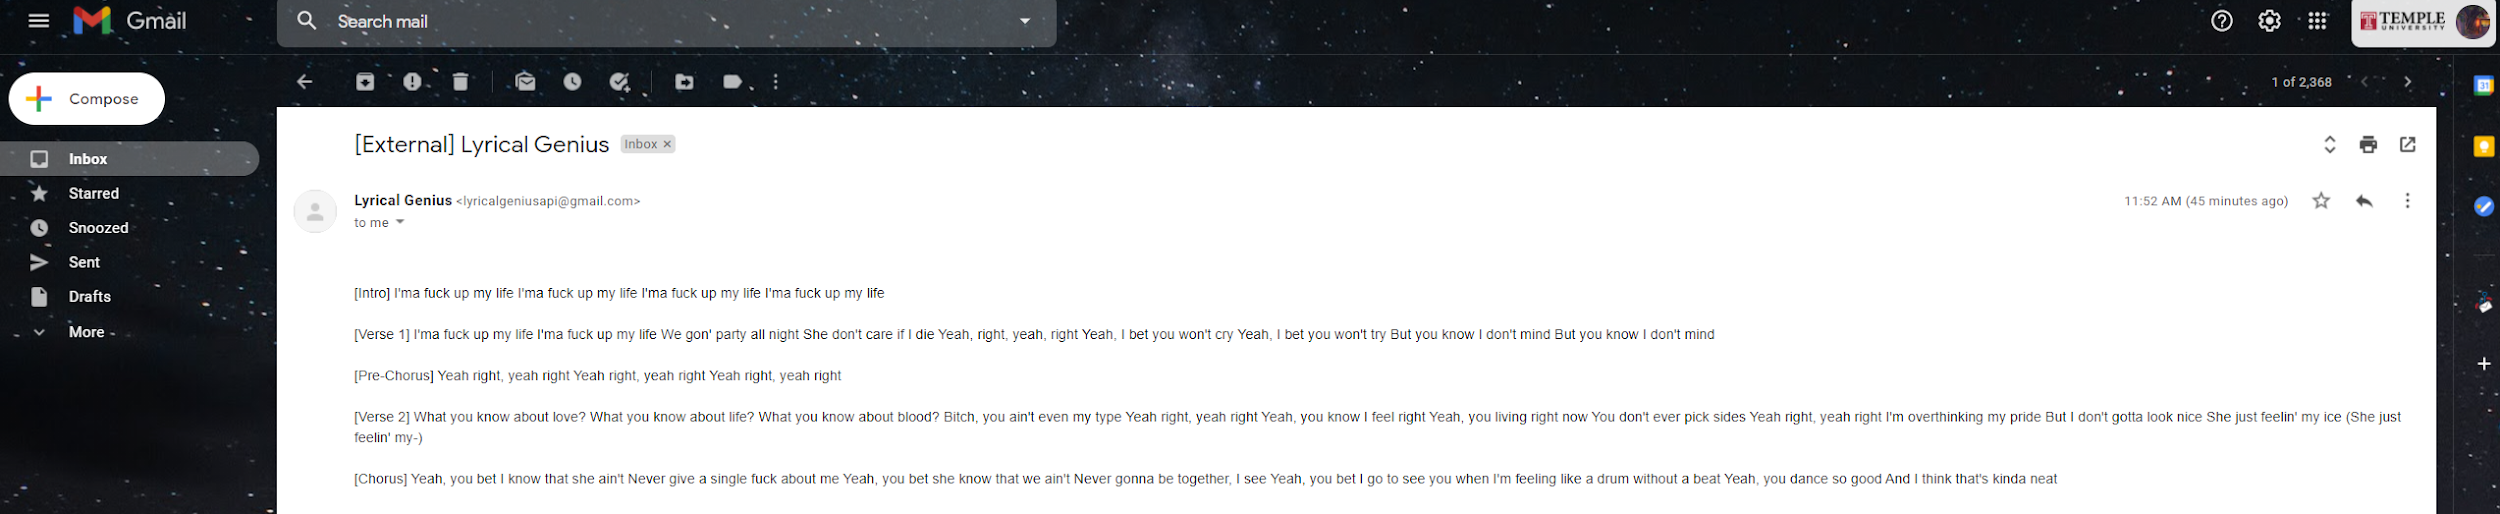 Gmail
Search mail
TEMPLE
UNIVERSITY
Compose
1 of 2,368
31
Inbox
Starred
Snoozed
Sent
Drafts
More
[External] Lyrical Genius Inbox ×
Lyrical Genius <lyricalgeniusapi@gmail.com>
11:52 AM (45 minutes ago)
to me
[Intro] I'ma fuck up my life I'ma fuck up my life I'ma fuck up my life I'ma fuck up my life
[Verse 1] I'ma fuck up my life I'ma fuck up my life We gon' party all night She don't care if I die Yeah, right, yeah, right Yeah, I bet you won't cry Yeah, I bet you won't try But you know I don't mind But you know I don't mind
[Pre-Chorus] Yeah right, yeah right Yeah right, yeah right Yeah right, yeah right
[Verse 2] What you know about love? What you know about life? What you know about blood? Bitch, you ain't even my type Yeah right, yeah right Yeah, you know I feel right Yeah, you living right now You don't ever pick sides Yeah right, yeah right I'm overthinking my pride But I don't gotta look nice She just feelin' my ice (She just
feelin' my-)
[Chorus] Yeah, you bet I know that she ain't Never give a single fuck about me Yeah, you bet she know that we ain't Never gonna be together, I see Yeah, you bet I go to see you when I'm feeling like a drum without a beat Yeah, you dance so good And I think that's kinda neat